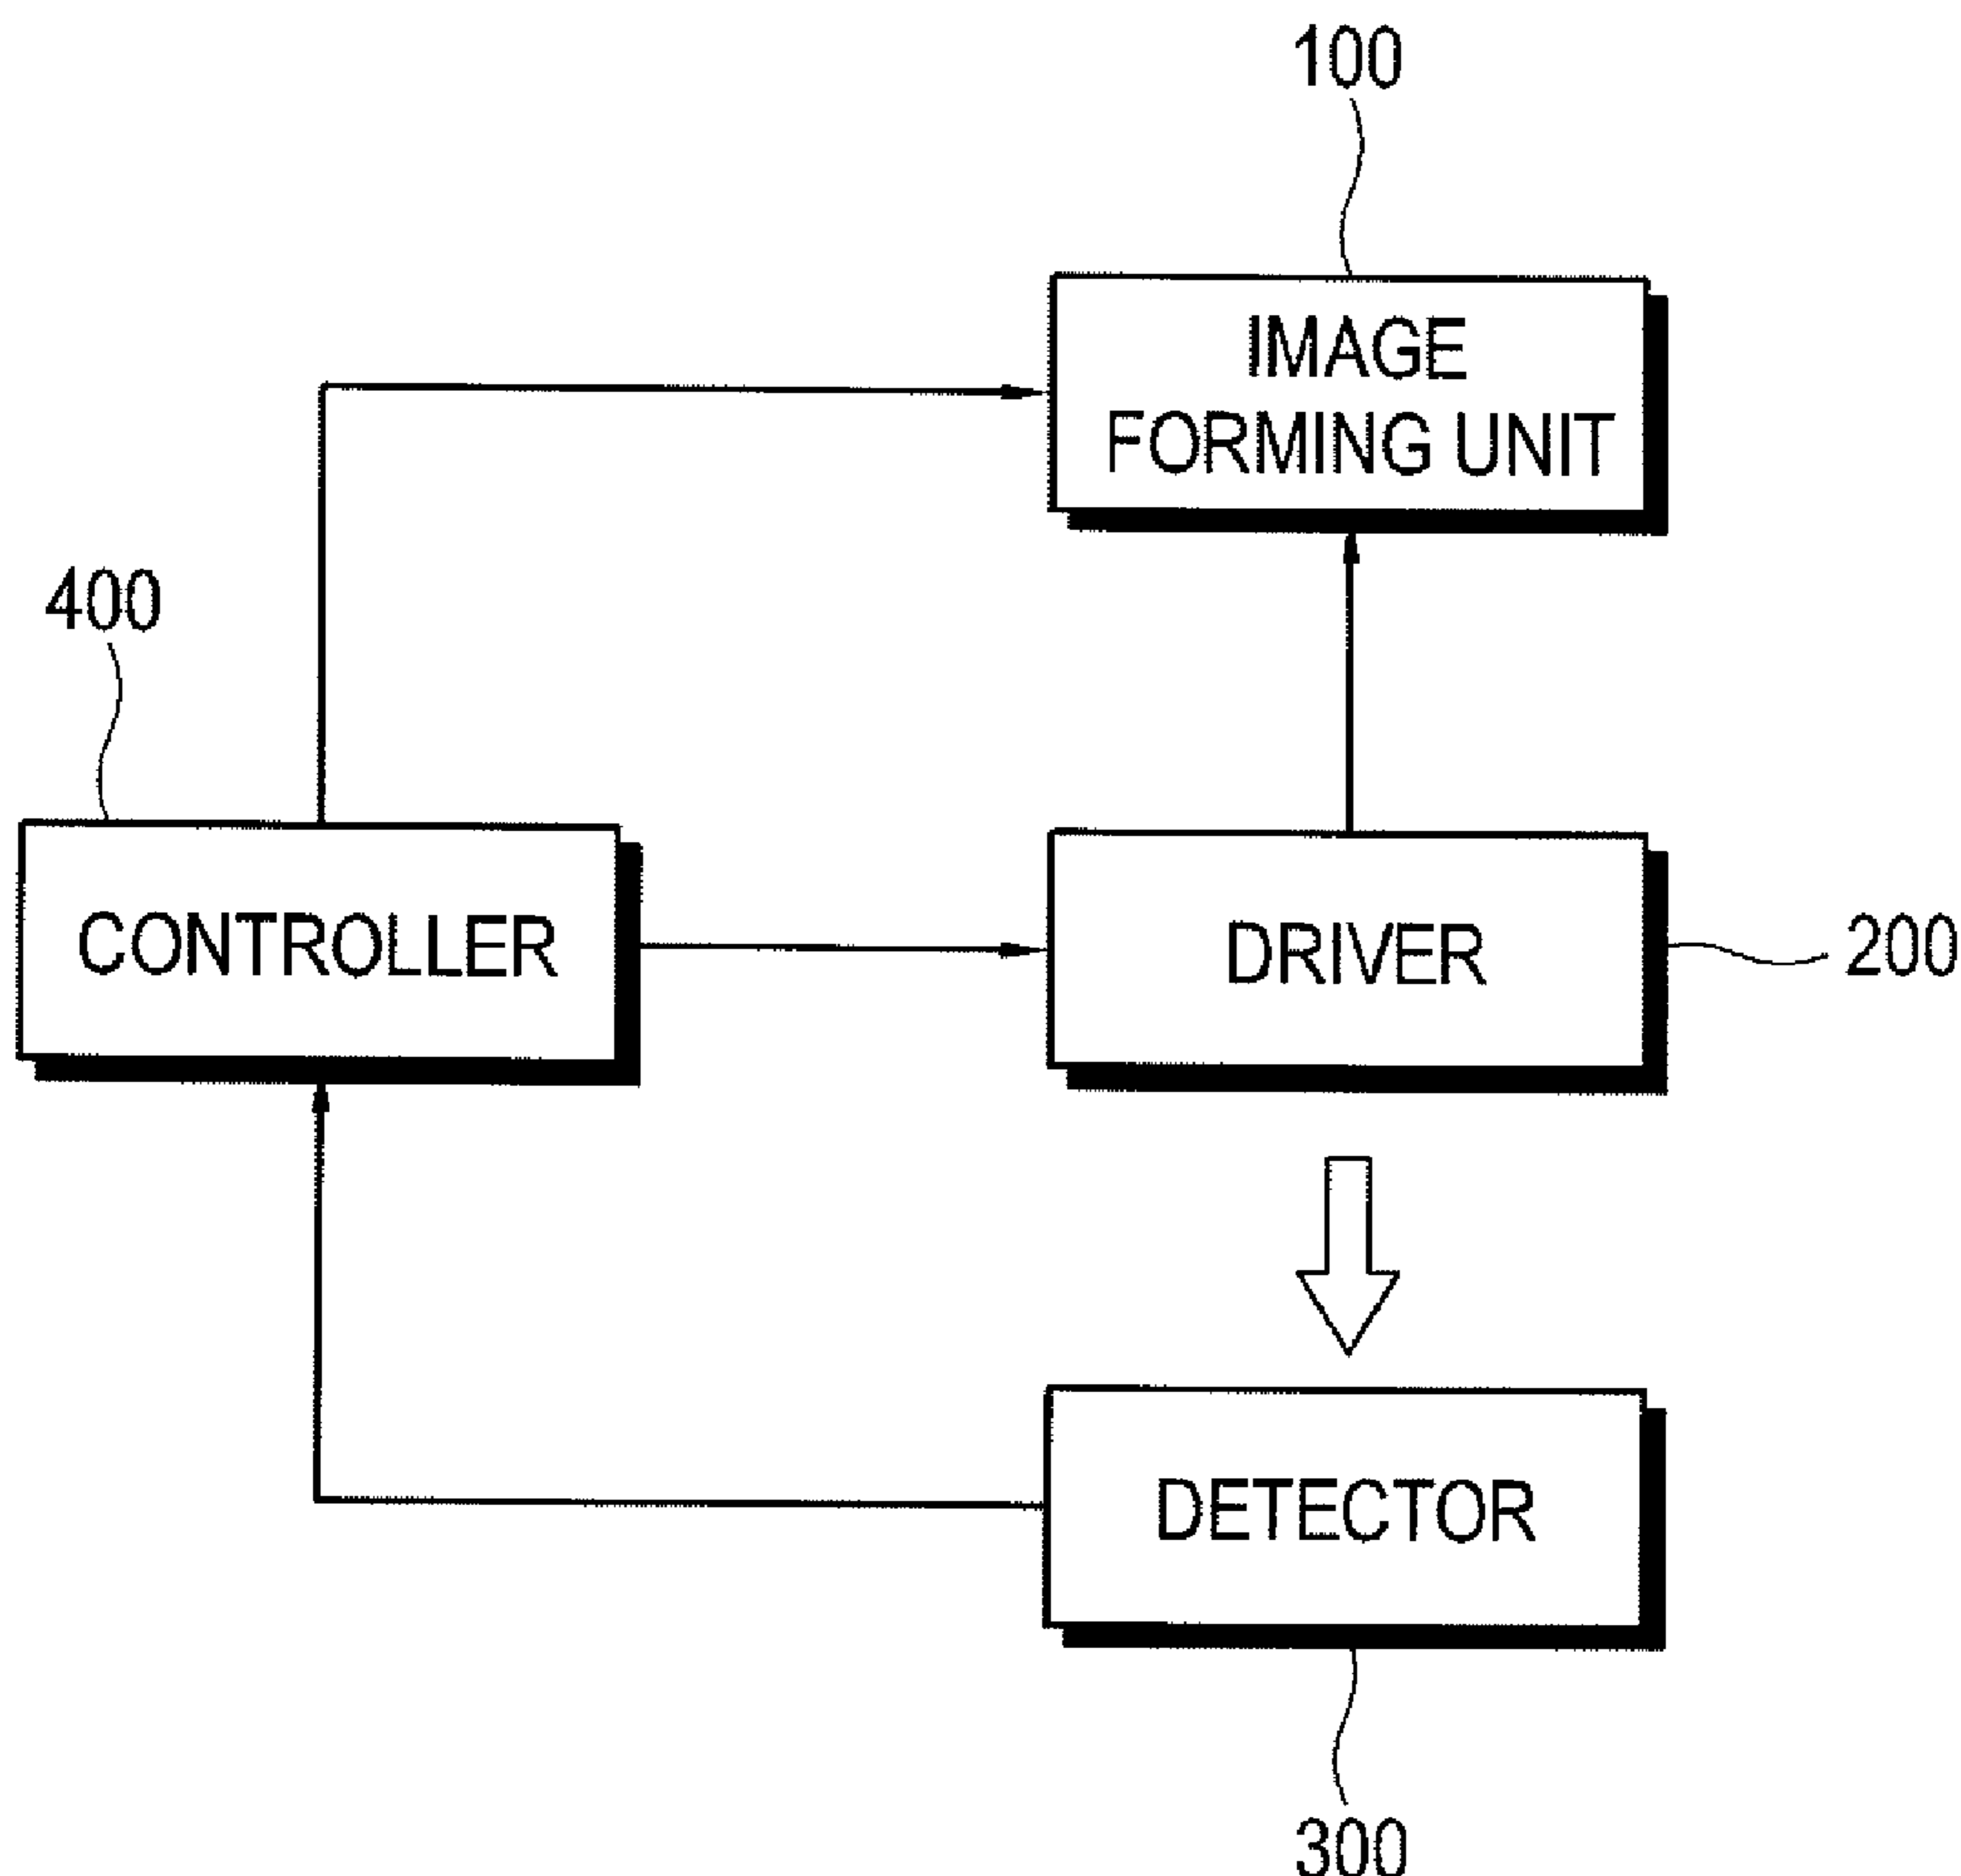 100
IMAGE
FORMING UNIT
400
CONTROLLER
DRIVER
200
DETECTOR
300